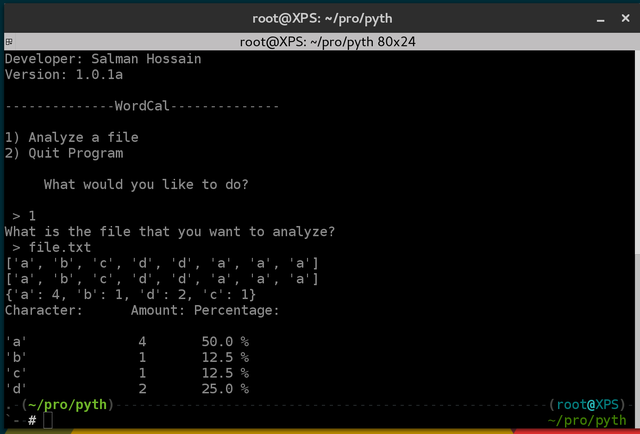 root@XPS: ~/pro/pyth
root@XPS: ~/pro/pyth 80x24
Developer: Salman Hossain
Version: 1.0.1a
--------------WordCal--------------
1) Analyze a file
2) Quit Program
What would you like to do?
> 1
What is the file that you want to analyze?
> file.txt
['a', 'b', 'c', 'd', 'd', 'a', 'a', 'a']
['a', 'b', 'c', 'd', 'd', 'a', 'a', 'a']
{'a': 4, 'b': 1, 'd': 2, 'c': 1}
Character: Amount: Percentage:
'a' 4 50.0 %
'b' 1 12.5 %
'c' 1 12.5 %
'd' 2 25.0 %
(~/pro/pyth) (root@XPS)
# ~/pro/pyth